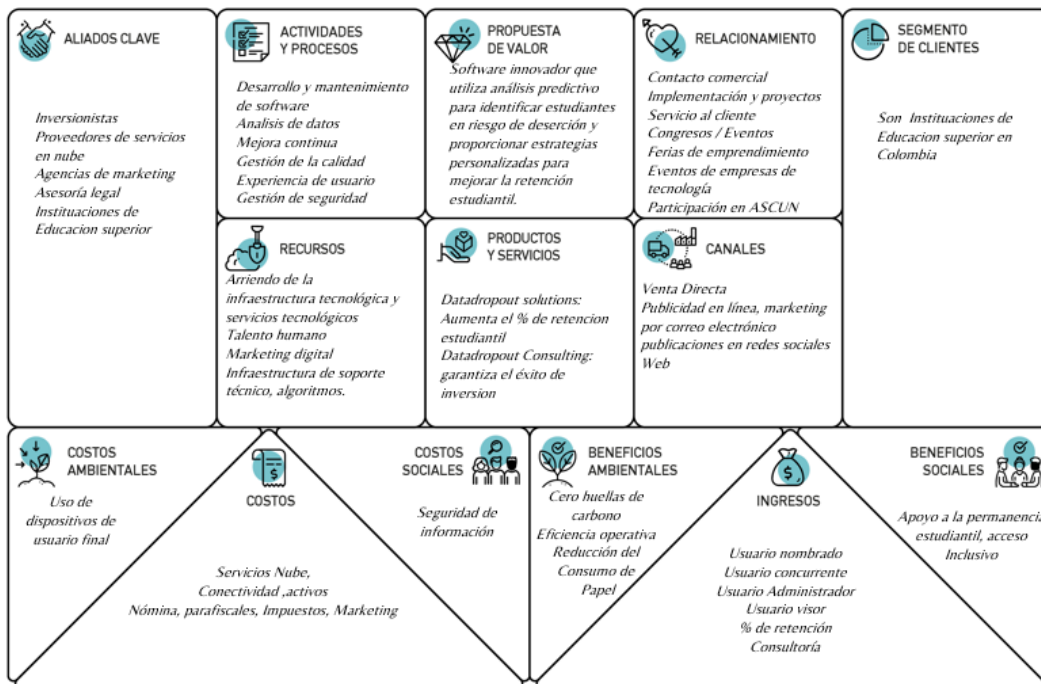 ALIADOS CLAVE
Inversionistas
Proveedores de servicios
en nube
Agencias de marketing
Asesoría legal
Instituaciones de
Educacion superior
ACTIVIDADES
Y PROCESOS
Desarrollo y mantenimiento
de software
Analisis de datos
Mejora continua
Gestión de la calidad
Experiencia de usuario
Gestión de seguridad
RECURSOS
Arriendo de la
infraestructura tecnológica y
servicios tecnológicos
Talento humano
Marketing digital
Infraestructura de soporte
técnico, algoritmos.
PROPUESTA
DE VALOR
Software innovador que
utiliza análisis predictivo
para identificar estudiantes
en riesgo de deserción y
proporcionar estrategias
personalizadas para
mejorar la retención
estudiantil.
PRODUCTOS
Y SERVICIOS
Datadropout solutions:
Aumenta el % de retencion
estudiantil
Datadropout Consulting:
garantiza el éxito de
inversion
RELACIONAMIENTO
Contacto comercial
Implementación y proyectos
Servicio al cliente
Congresos / Eventos
Ferias de emprendimiento
Eventos de empresas de
tecnología
Participación en ASCUN
CANALES
Venta Directa
Publicidad en línea, marketing
por correo electrónico
publicaciones en redes sociales
Web
SEGMENTO
DE CLIENTES
Son Instituaciones de
Educacion superior en
Colombia
COSTOS
AMBIENTALES
Uso de
dispositivos de
usuario final
COSTOS
Servicios Nube,
Conectividad ,activos
Nómina, parafiscales, Impuestos, Marketing
COSTOS
SOCIALES
Seguridad de
información
BENEFICIOS
AMBIENTALES
Cero huellas de
carbono
Eficiencia operativa
Reducción del
Consumo de
Papel
INGRESOS
Usuario nombrado
Usuario concurrente
Usuario Administrador
Usuario visor
% de retención
Consultoría
BENEFICIOS
SOCIALES
Apoyo a la permanencia
estudiantil, acceso
Inclusivo